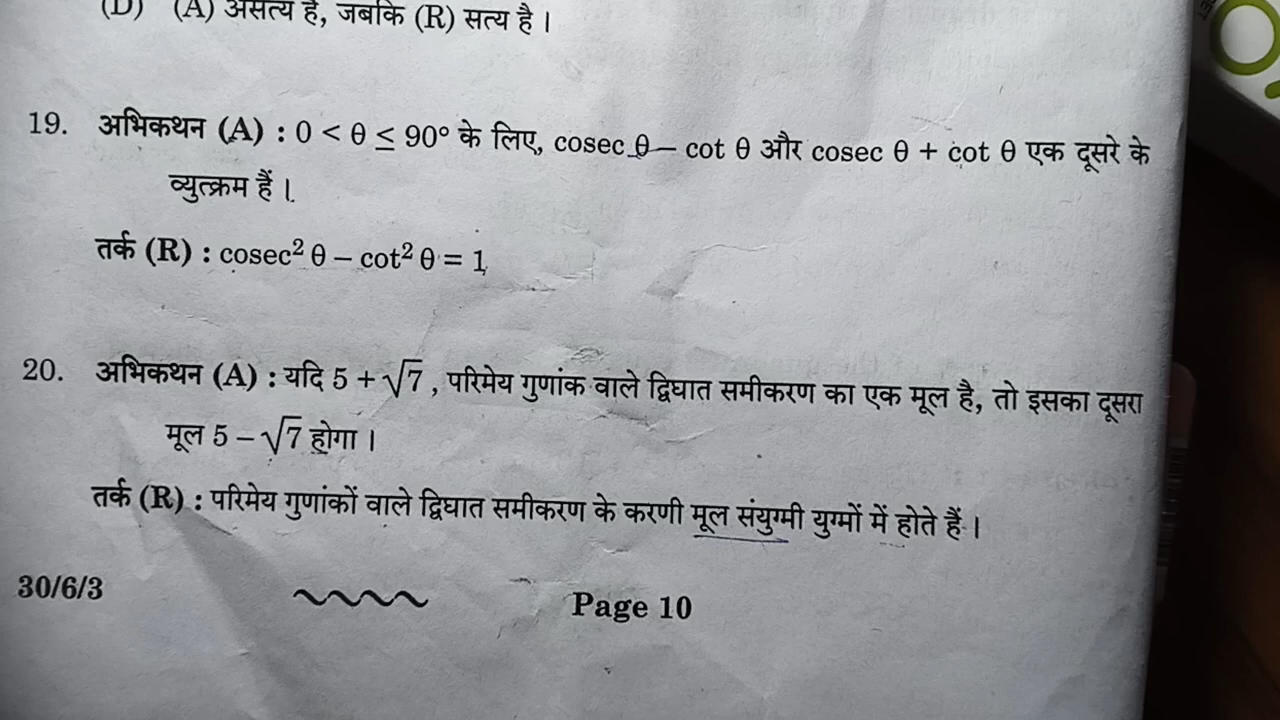 (D) (A) असत्य है, जबकि (R) सत्य है ।
19. अभिकथन (A) : 0 < θ ≤ 90° के लिए, cosec θ – cot θ और cosec θ + cot θ एक दूसरे के
व्युत्क्रम हैं ।
तर्क (R) : cosec² θ – cot² θ = 1
20. अभिकथन (A) : यदि 5 + √7 , परिमेय गुणांक वाले द्विघात समीकरण का एक मूल है, तो इसका दूसरा
मूल 5 – √7 होगा ।
तर्क (R) : परिमेय गुणांकों वाले द्विघात समीकरण के करणी मूल संयुग्मी युग्मों में होते हैं ।
30/6/3 Page 10